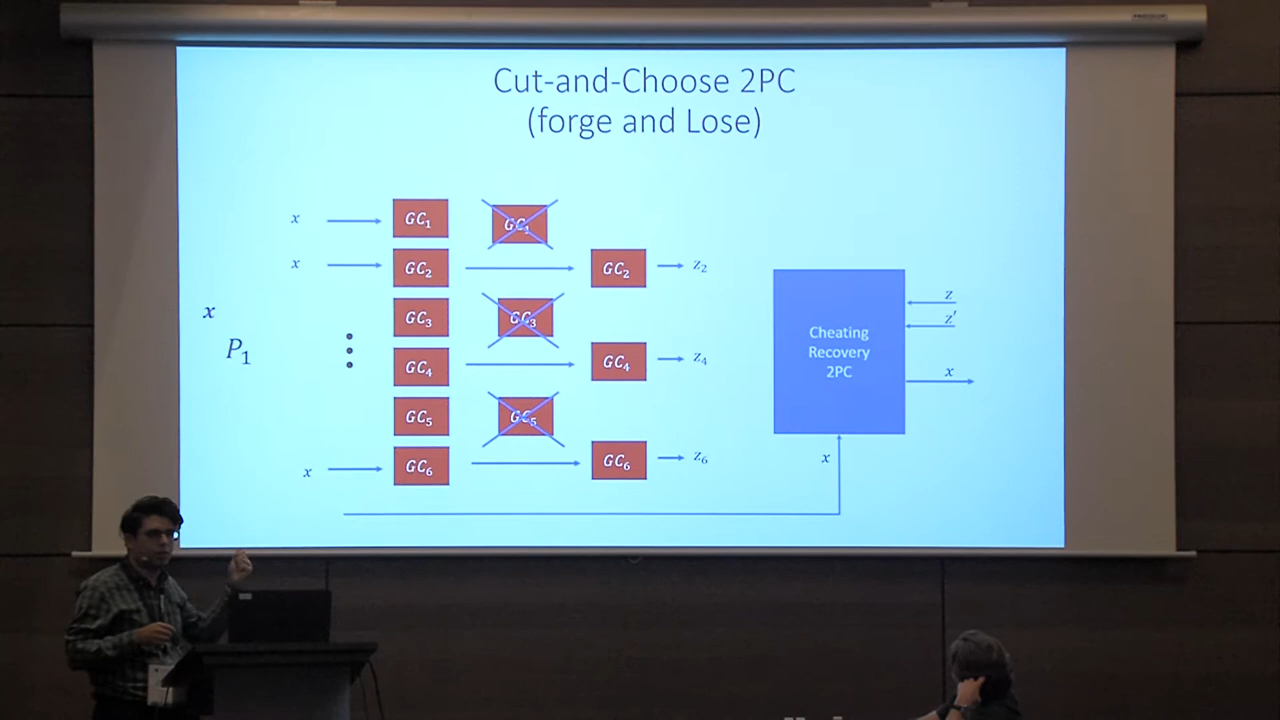 Cut-and-Choose 2PC
(forge and Lose)
x
GC₁
GC₁
x
GC₂
GC₂
z₂
x
P₁
GC₃
GC₃
GC₄
GC₄
z₄
GC₅
GC₅
x
GC₆
GC₆
z₆
Cheating
Recovery
2PC
z
z′
x
x